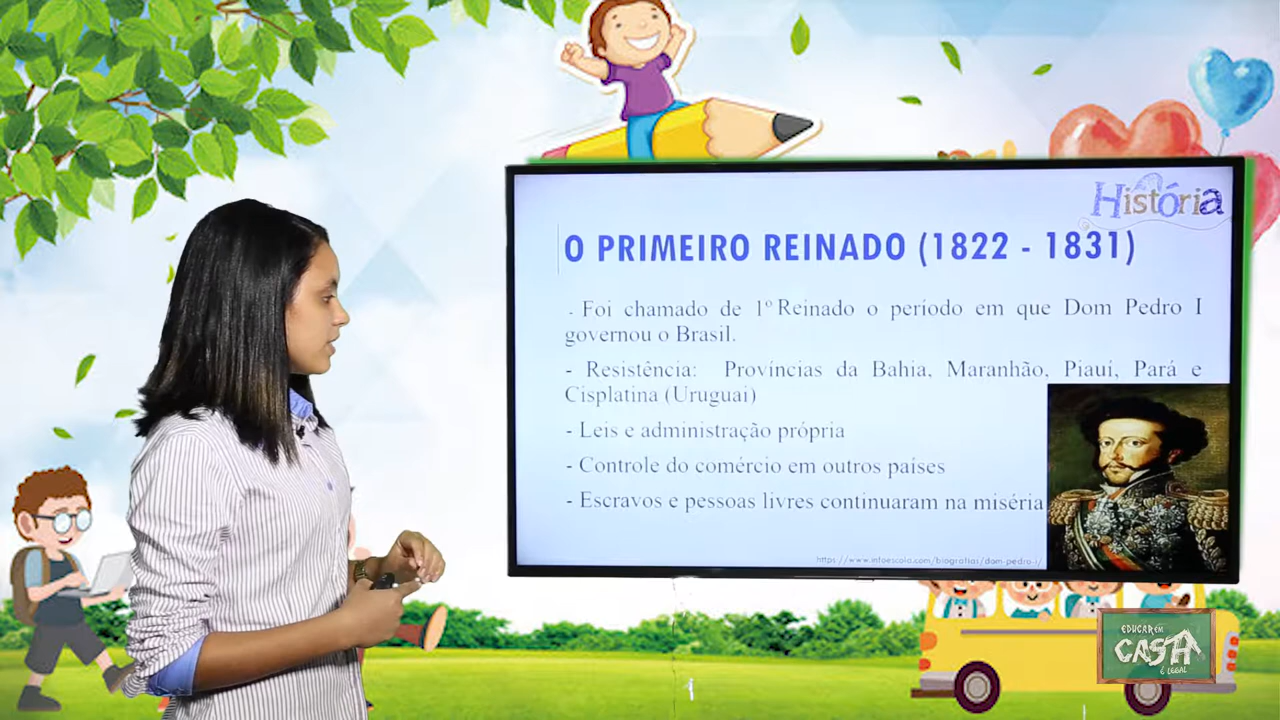 História
O PRIMEIRO REINADO (1822 - 1831)
- Foi chamado de 1º Reinado o período em que Dom Pedro I
governou o Brasil.
- Resistência: Províncias da Bahia, Maranhão, Piauí, Pará e
Cisplatina (Uruguai)
- Leis e administração própria
- Controle do comércio em outros países
- Escravos e pessoas livres continuaram na miséria
https://www.infoescola.com/biografias/dom-pedro-i/
EDUCAR EM
CASA
É LEGAL